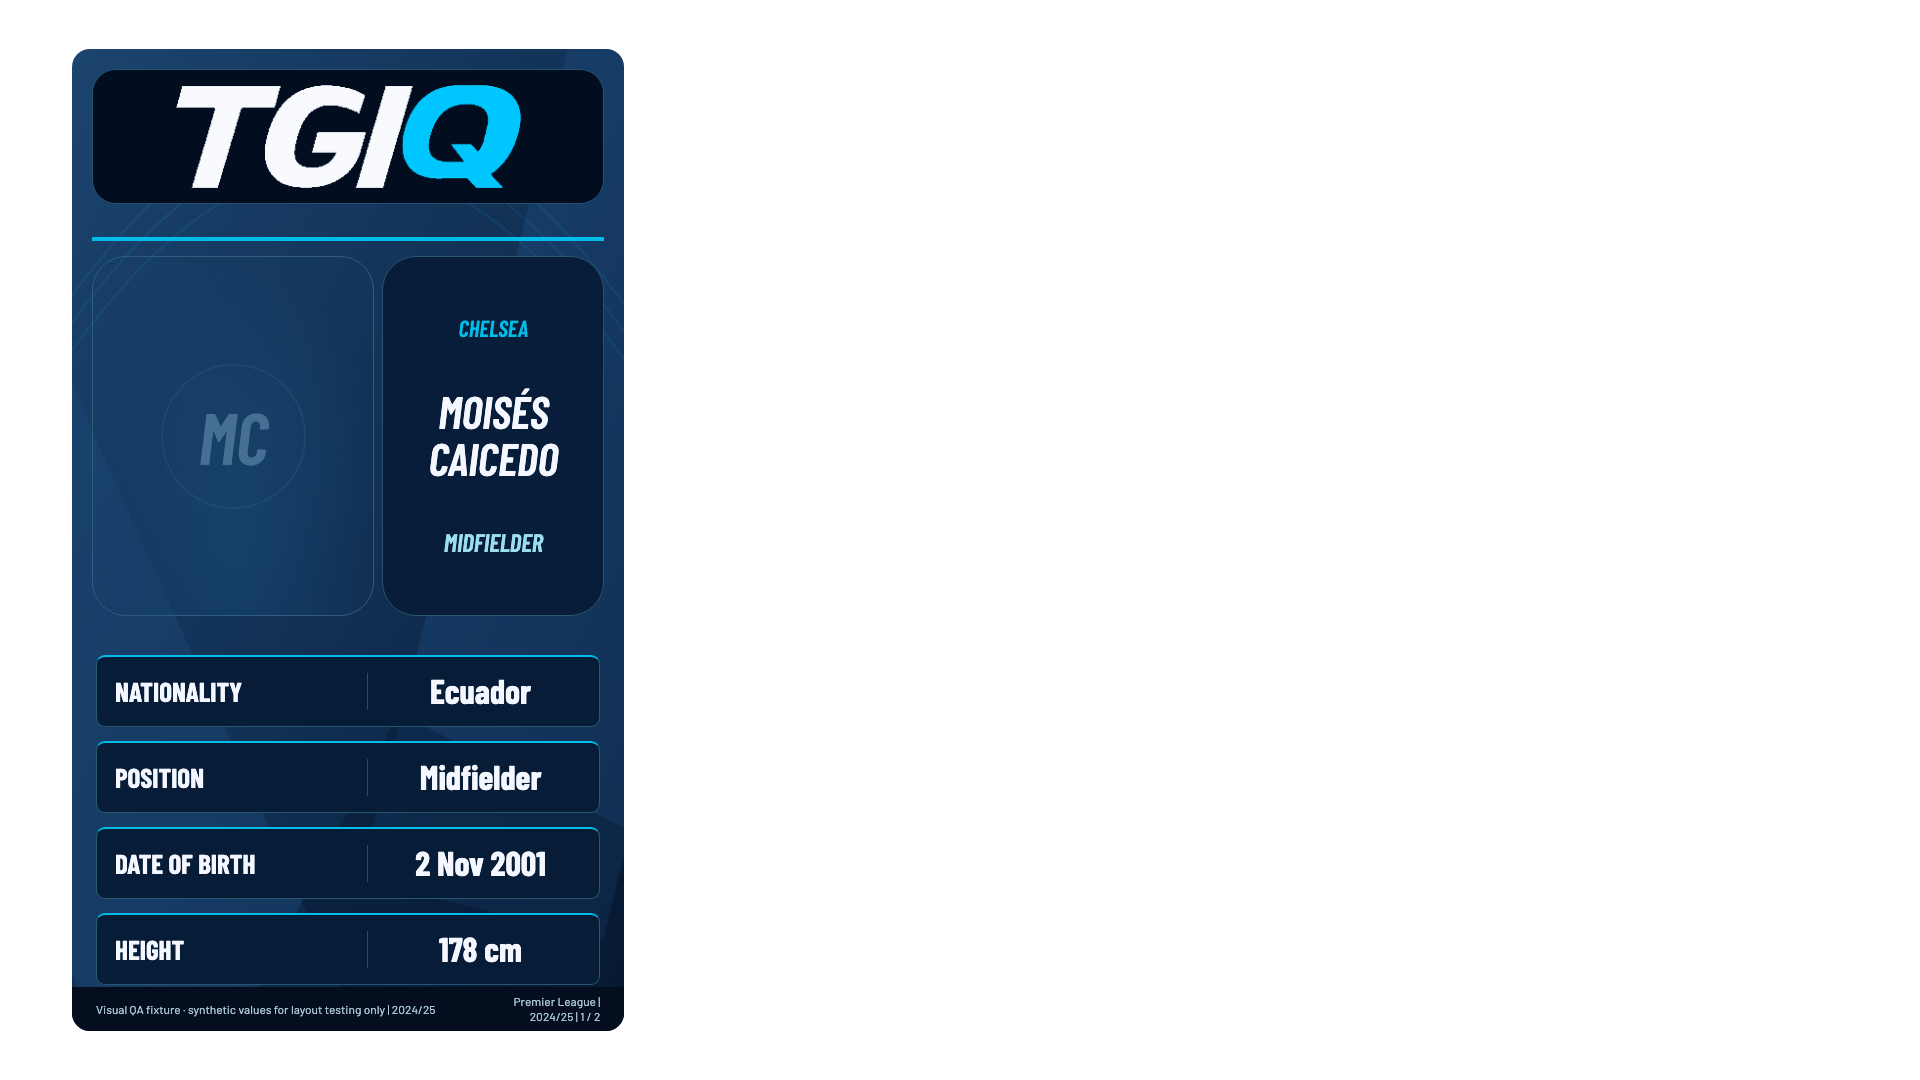 TGIQ
MC
CHELSEA
MOISÉS
CAICEDO
MIDFIELDER
NATIONALITY
Ecuador
POSITION
Midfielder
DATE OF BIRTH
2 Nov 2001
HEIGHT
178 cm
Visual QA fixture · synthetic values for layout testing only | 2024/25
Premier League |
2024/25 | 1 / 2